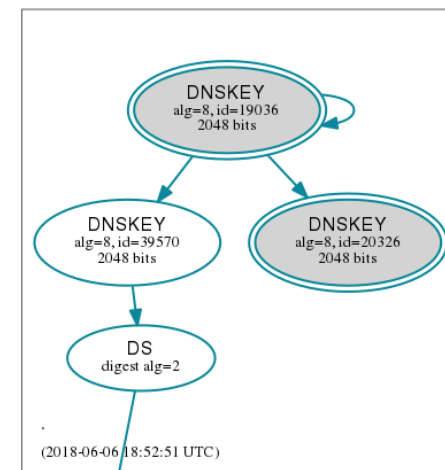 DNSKEY
alg=8, id=19036
2048 bits
DNSKEY
alg=8, id=39570
2048 bits
DNSKEY
alg=8, id=20326
2048 bits
DS
digest alg=2
.
(2018-06-06 18:52:51 UTC)